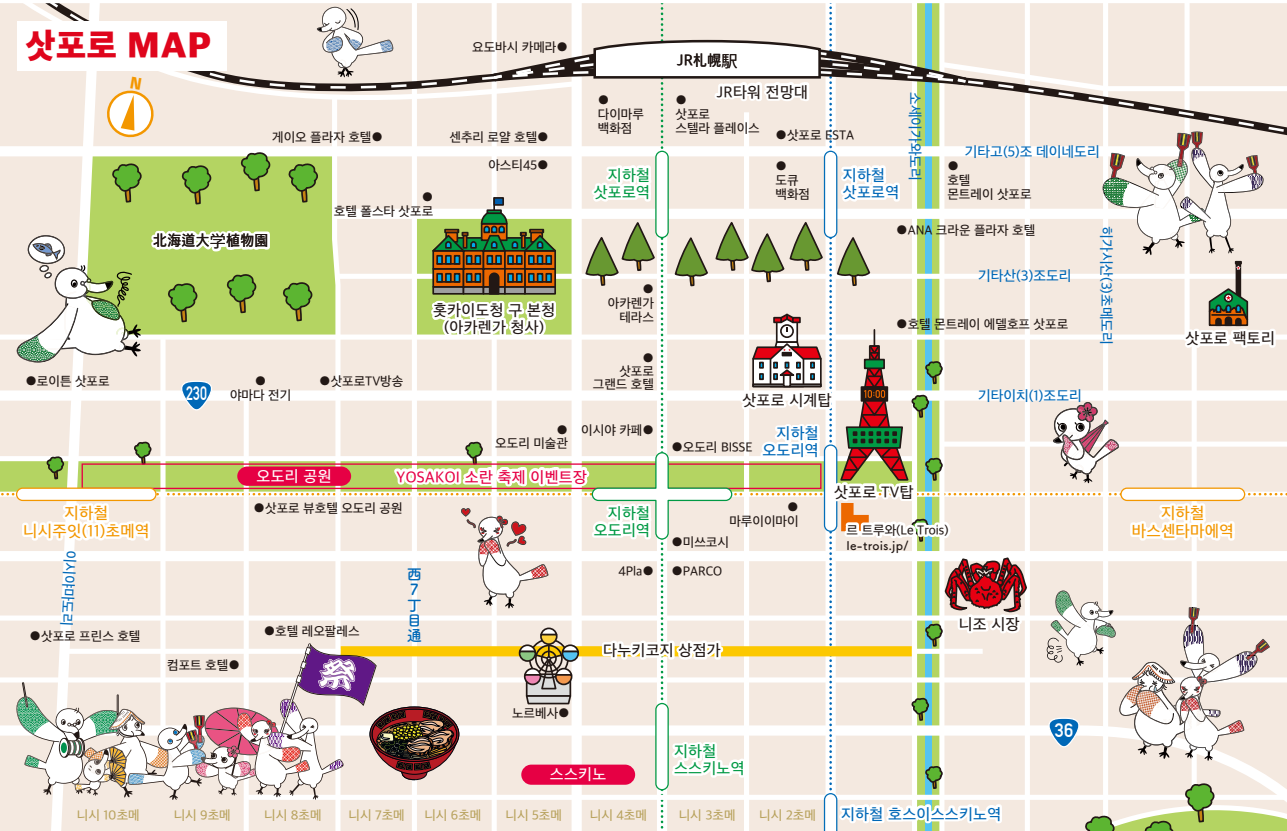 삿포로 MAP
N
요도바시 카메라
JR札幌駅
JR타워 전망대
다이마루
백화점
삿포로
스텔라 플레이스
삿포로 ESTA
소세이가와도리
게이오 플라자 호텔
센추리 로얄 호텔
아스티45
지하철
삿포로역
도큐
백화점
지하철
삿포로역
기타고(5)조 데이네도리
호텔
몬트레이 삿포로
호텔 폴스타 삿포로
北海道大学植物園
ANA 크라운 플라자 호텔
히가시산(3)초메도리
기타산(3)조도리
홋카이도청 구 본청
(아카렌가 청사)
아카렌가
테라스
호텔 몬트레이 에델호프 삿포로
삿포로 팩토리
로이튼 삿포로
230
야마다 전기
삿포로TV방송
삿포로
그랜드 호텔
삿포로 시계탑
10:00
기타이치(1)조도리
오도리 미술관
이시야 카페
오도리 BISSE
지하철
오도리역
오도리 공원
YOSAKOI 소란 축제 이벤트장
삿포로 TV탑
지하철
니시주잇(11)초메역
삿포로 뷰호텔 오도리 공원
지하철
오도리역
마루이이마이
르 트루와(Le Trois)
le-trois.jp/
지하철
바스센타마에역
미쓰코시
4Pla
PARCO
이시야마도리
西7丁目通
니조 시장
삿포로 프린스 호텔
호텔 레오팔레스
다누키코지 상점가
컴포트 호텔
祭
노르베사
36
지하철
스스키노역
스스키노
니시 10초메
니시 9초메
니시 8초메
니시 7초메
니시 6초메
니시 5초메
니시 4초메
니시 3초메
니시 2초메
지하철 호스이스스키노역